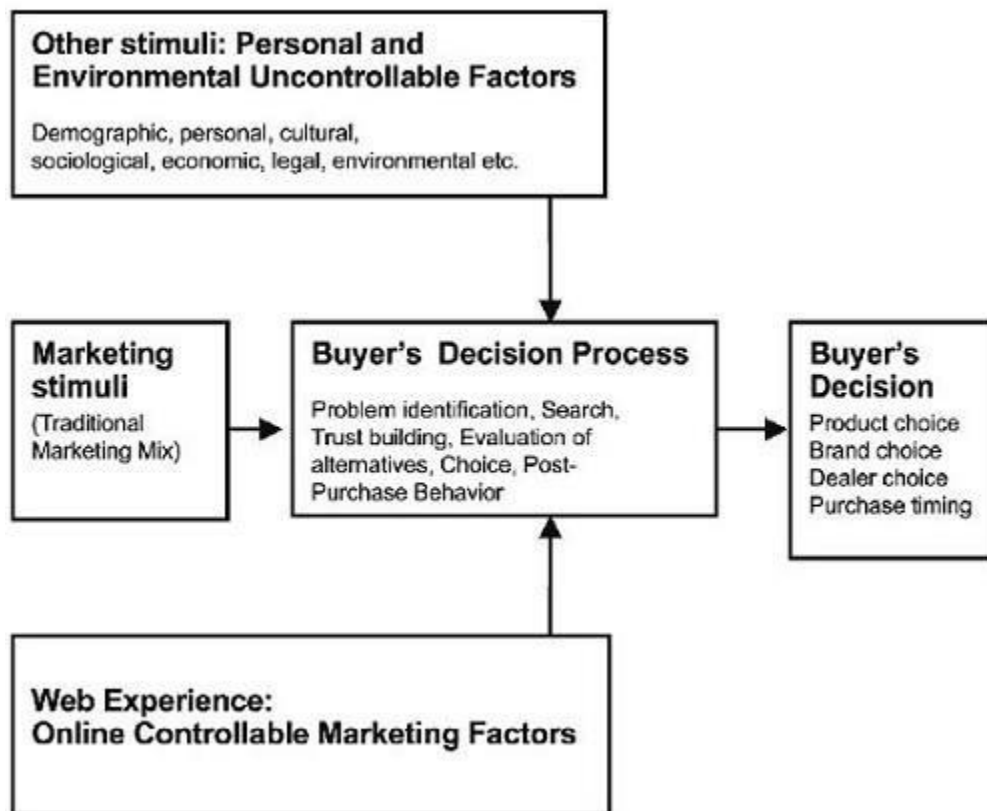 Other stimuli: Personal and
Environmental Uncontrollable Factors
Demographic, personal, cultural,
sociological, economic, legal, environmental etc.
Marketing
stimuli
(Traditional
Marketing Mix)
Buyer's Decision Process
Problem identification, Search,
Trust building, Evaluation of
alternatives, Choice, Post-
Purchase Behavior
Buyer's
Decision
Product choice
Brand choice
Dealer choice
Purchase timing
Web Experience:
Online Controllable Marketing Factors